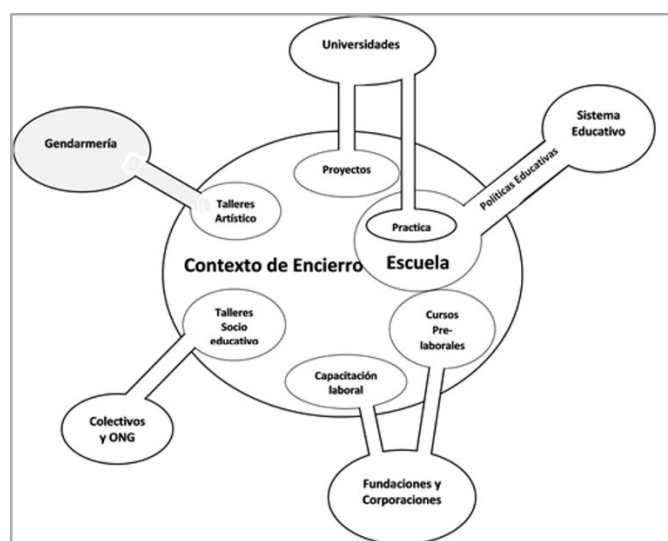 Universidades
Sistema
Educativo
Gendarmería
Políticas Educativas
Proyectos
Talleres
Artístico
Practica
Contexto de Encierro
Escuela
Talleres
Socio
educativo
Cursos
Pre-
laborales
Capacitación
laboral
Colectivos
y ONG
Fundaciones y
Corporaciones